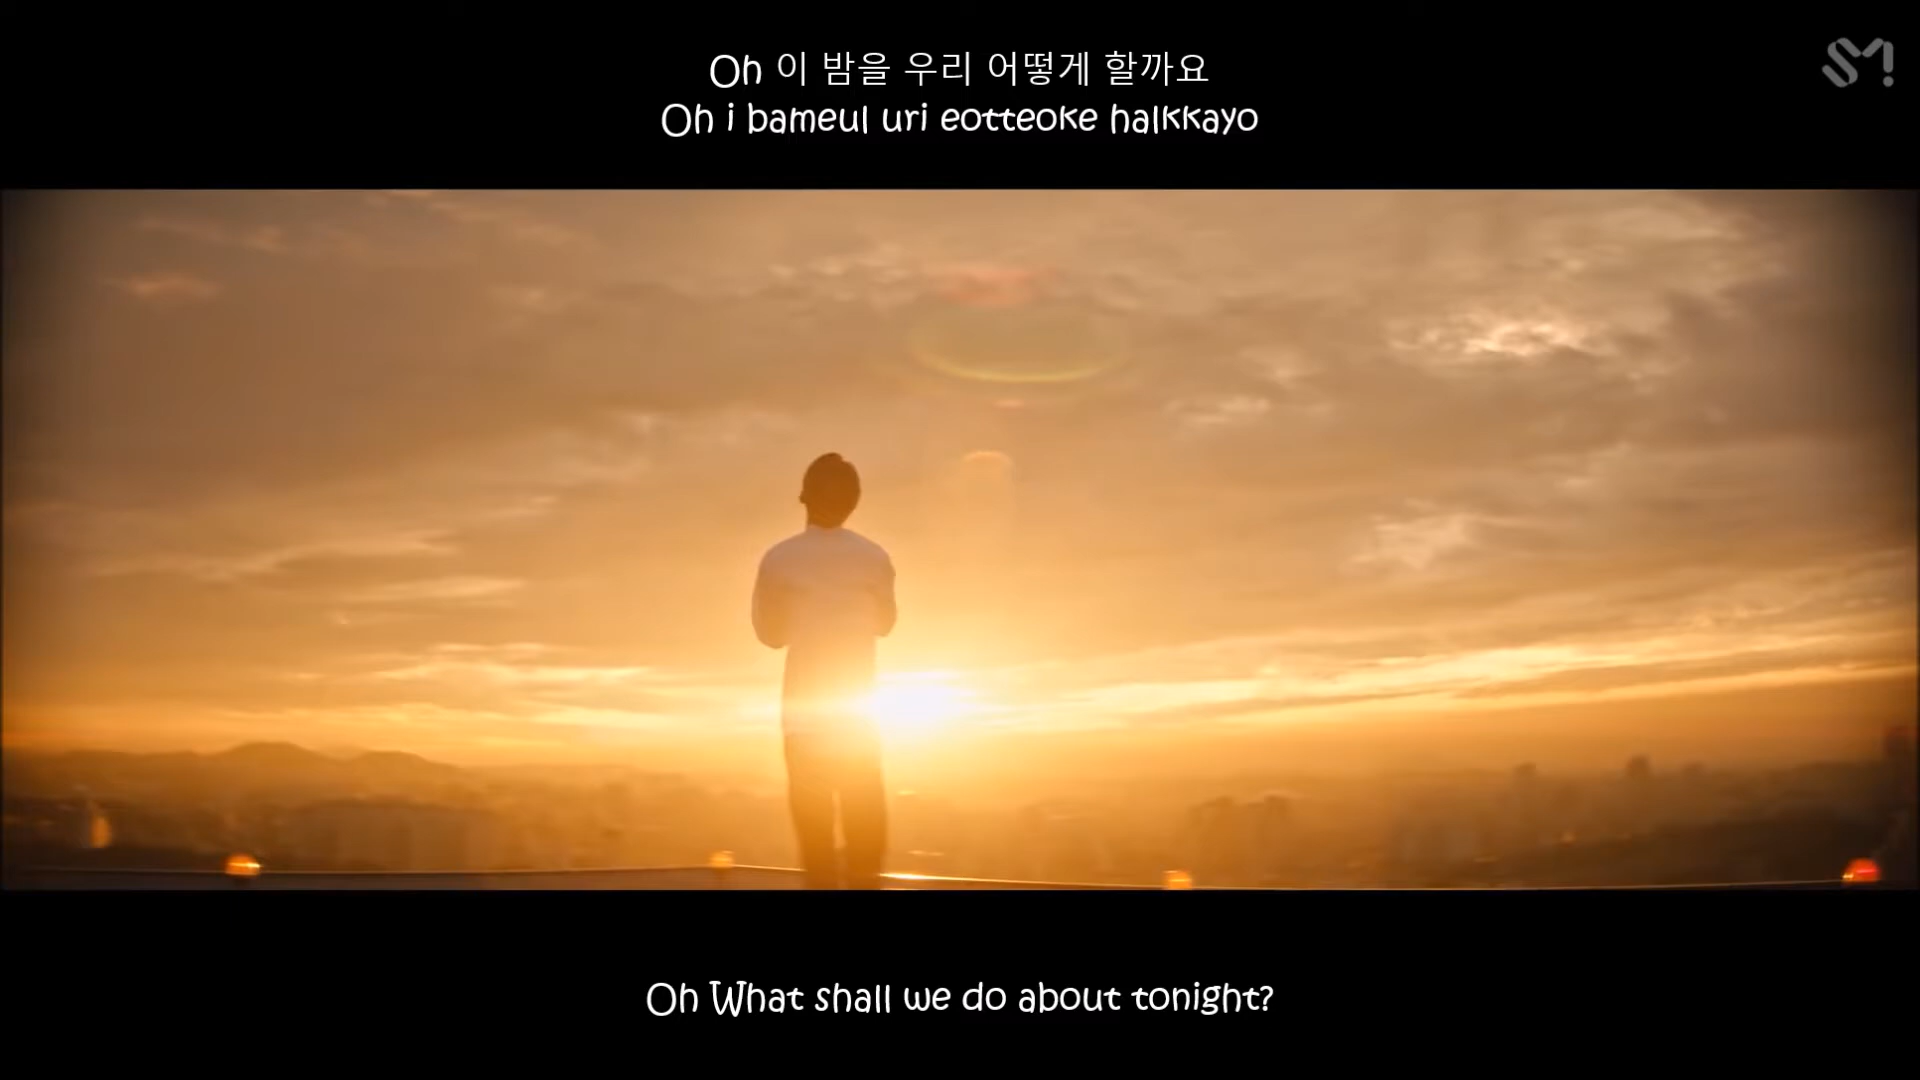 Oh 이 밤을 우리 어떻게 할까요
SM!
Oh i bameul uri eotteoke halkkayo
Oh What shall we do about tonight?